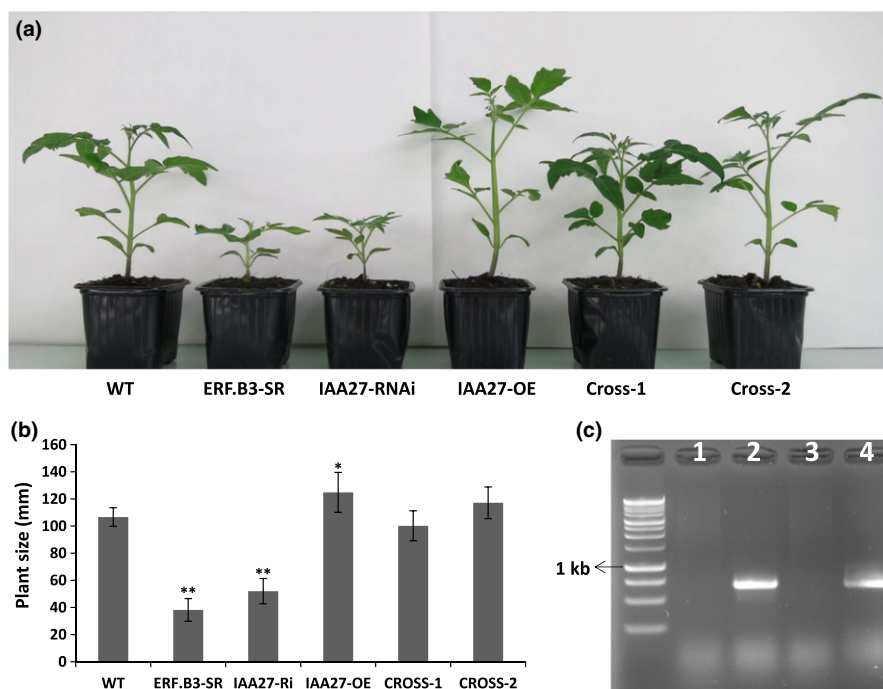 (a)
WT ERF.B3-SR IAA27-RNAi IAA27-OE Cross-1 Cross-2
(b)
Plant size (mm)
160
140
120
100
80
60
40
20
0
**
**
*
WT ERF.B3-SR IAA27-Ri IAA27-OE CROSS-1 CROSS-2
(c)
1 2 3 4
1 kb